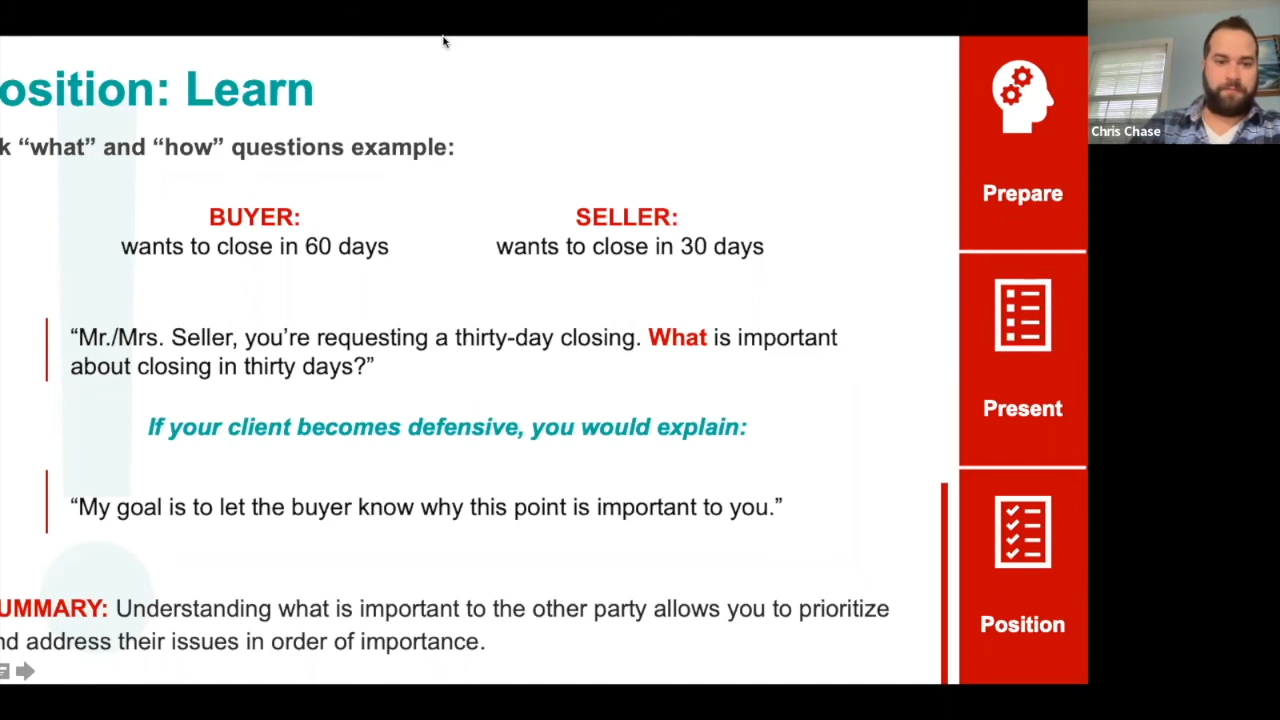 osition: Learn
k “what” and “how” questions example:
BUYER:
wants to close in 60 days
SELLER:
wants to close in 30 days
“Mr./Mrs. Seller, you’re requesting a thirty-day closing. What is important
about closing in thirty days?”
If your client becomes defensive, you would explain:
“My goal is to let the buyer know why this point is important to you.”
UMMARY: Understanding what is important to the other party allows you to prioritize
nd address their issues in order of importance.
Prepare
Present
Position
Chris Chase